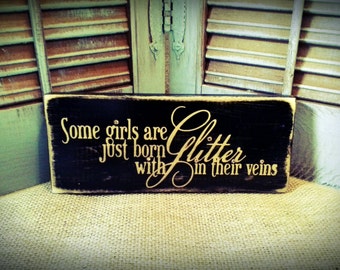 Some girls are
just born Glitter
with in their veins